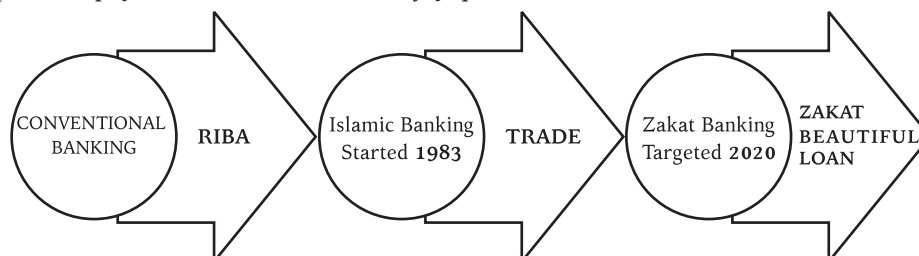 CONVENTIONAL
BANKING
RIBA
Islamic Banking
Started 1983
TRADE
Zakat Banking
Targeted 2020
ZAKAT
BEAUTIFUL
LOAN